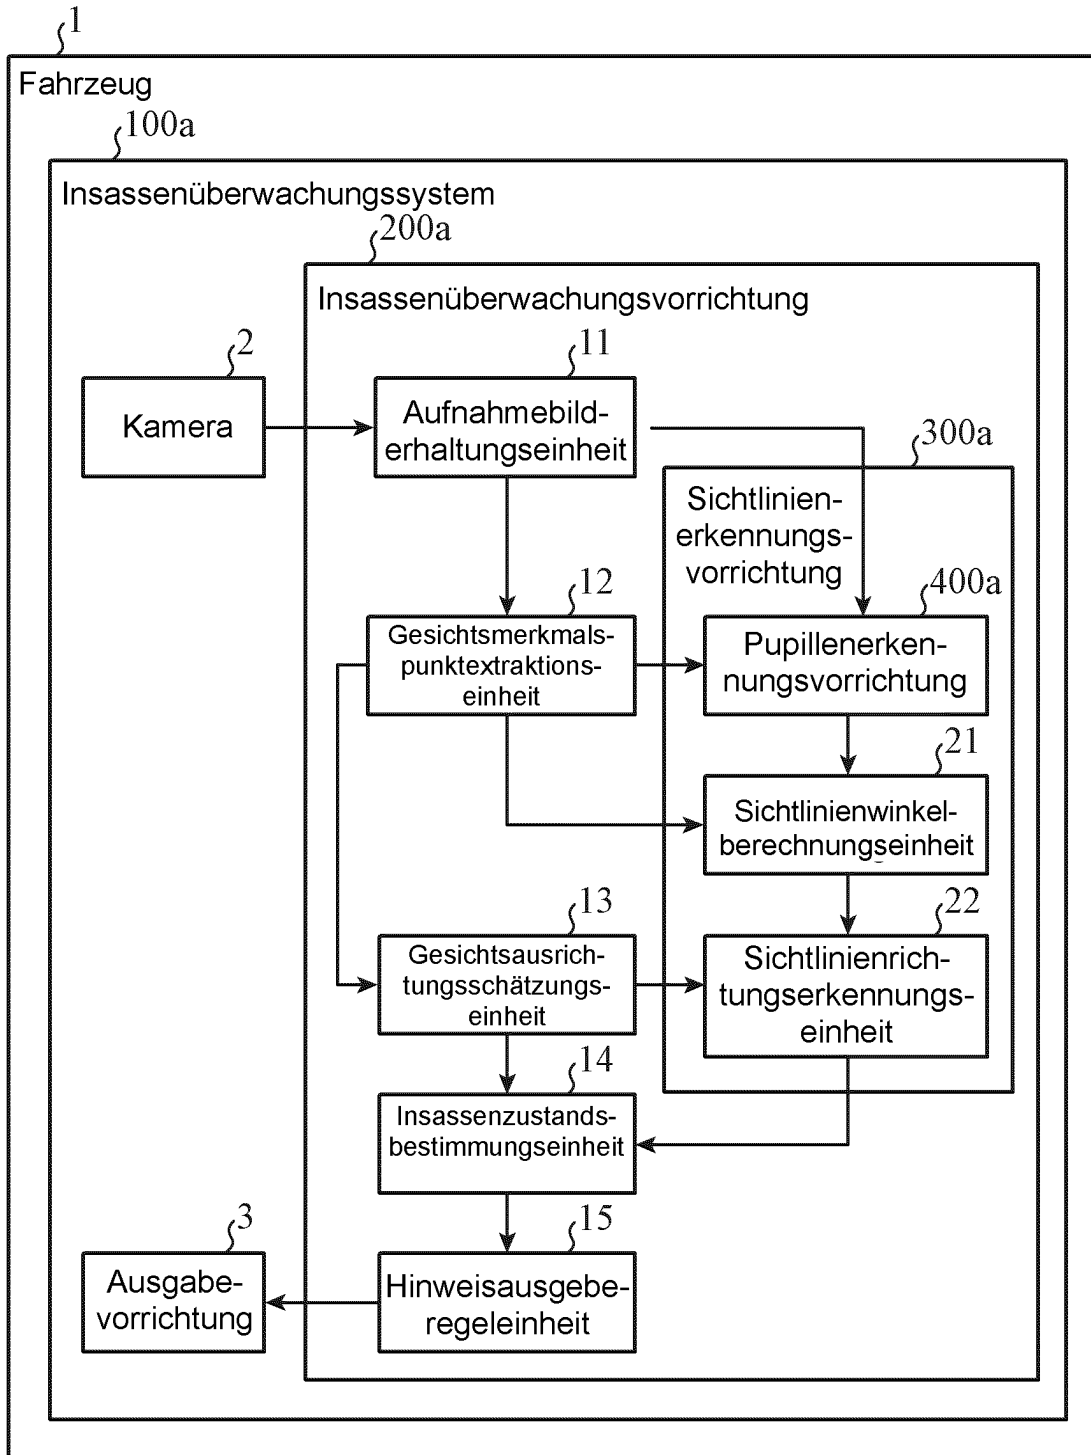 1
Fahrzeug
100a
Insassenüberwachungssystem
200a
Insassenüberwachungsvorrichtung
2
Kamera
11
Aufnahmebild-
erhaltungseinheit
300a
Sichtlinien-
erkennungs-
vorrichtung
12
Gesichtsmerkmals-
punktextraktions-
einheit
400a
Pupillenerken-
nungsvorrichtung
21
Sichtlinienwinkel-
berechnungseinheit
13
Gesichtsausrich-
tungsschätzungs-
einheit
22
Sichtlinienrich-
tungserkennungs-
einheit
14
Insassenzustands-
bestimmungseinheit
3
Ausgabe-
vorrichtung
15
Hinweisausgebe-
regeleinheit